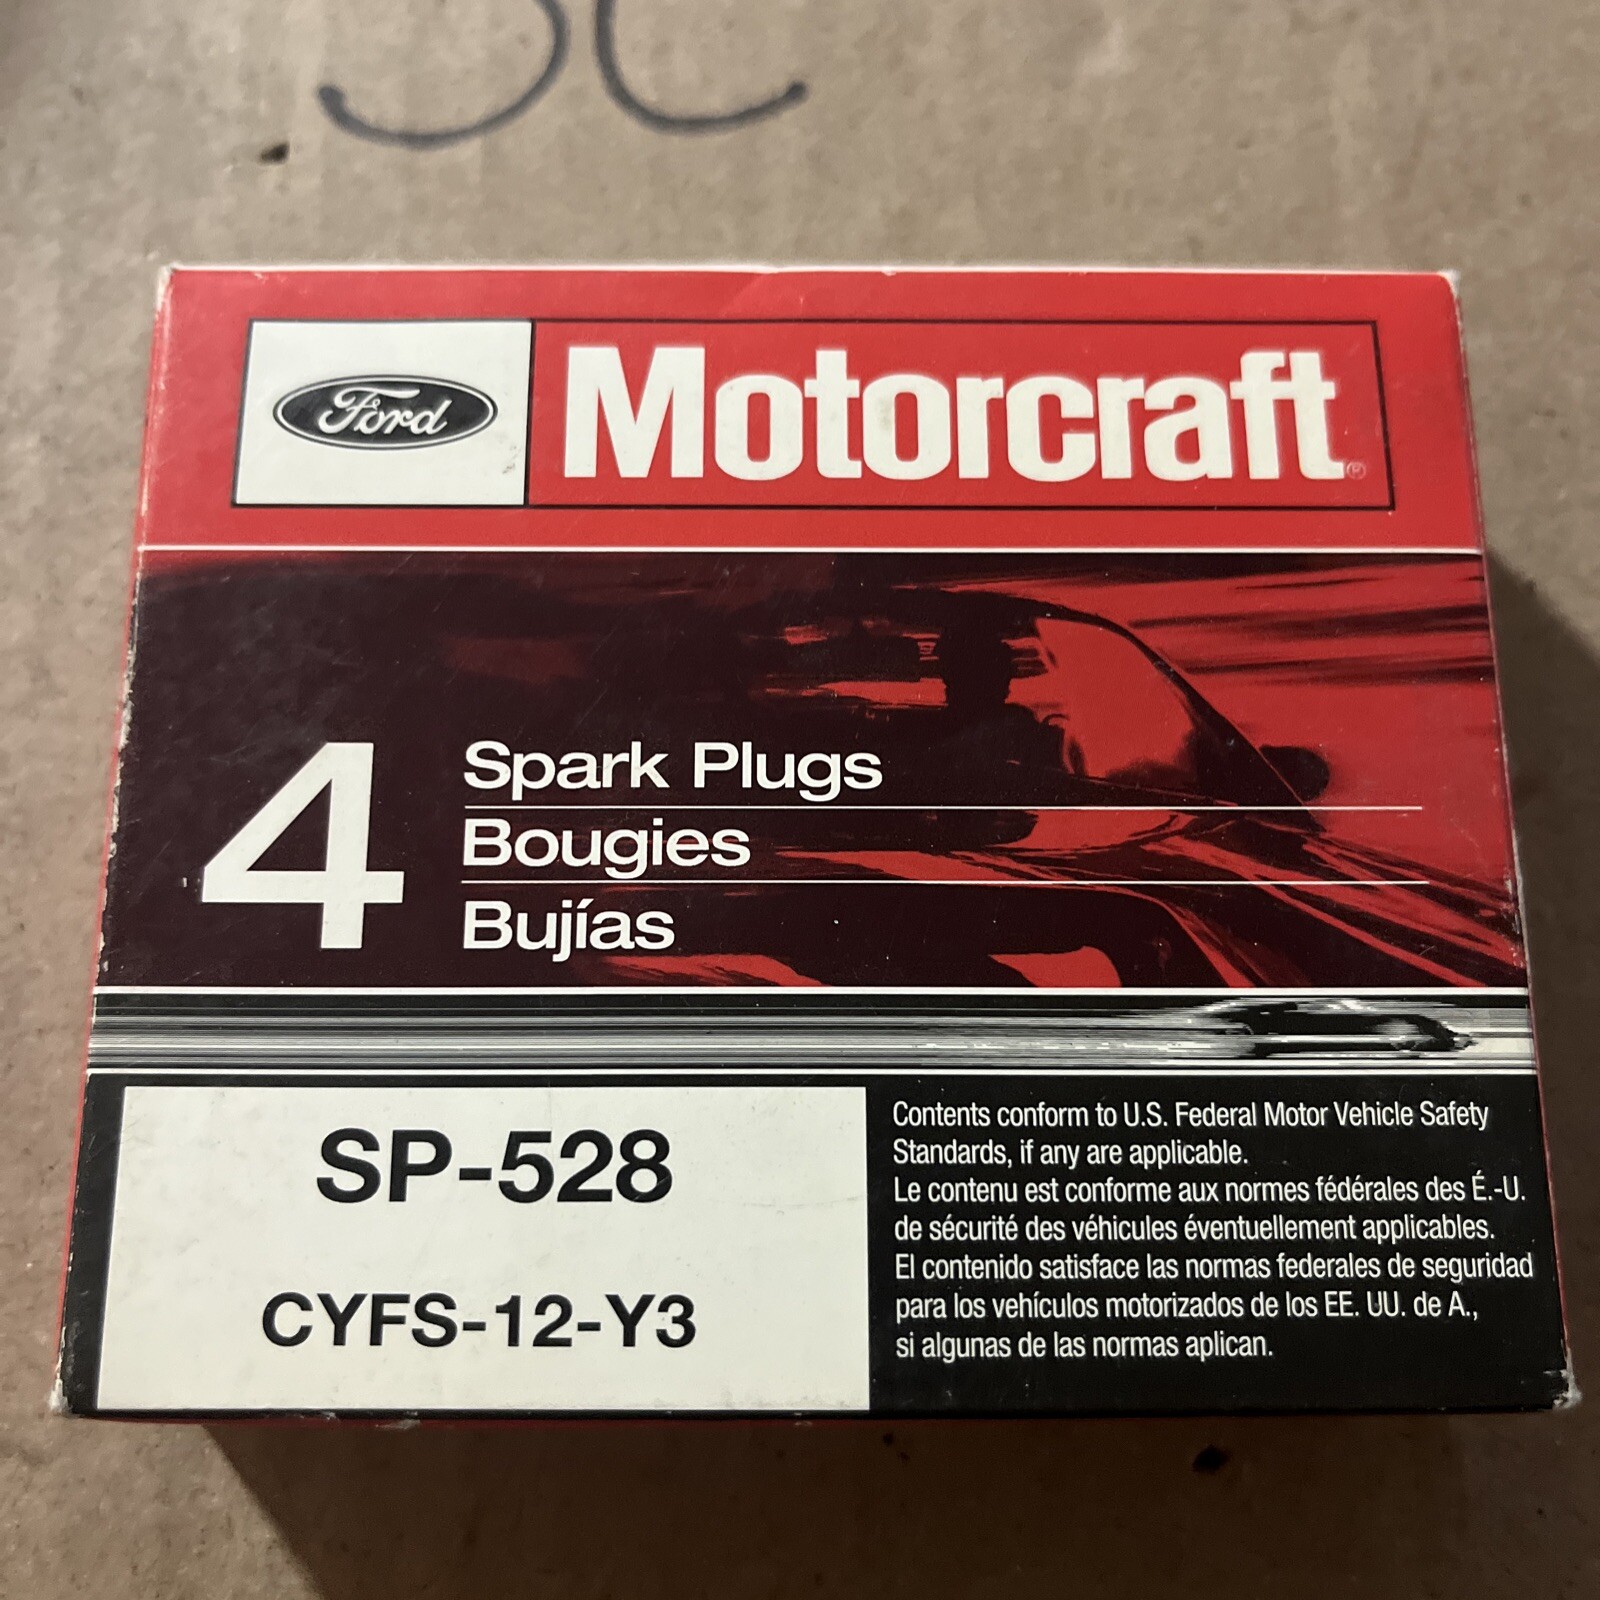 Ford
Motorcraft®
4
Spark Plugs
Bougies
Bujías
SP-528
CYFS-12-Y3
Contents conform to U.S. Federal Motor Vehicle Safety
Standards, if any are applicable.
Le contenu est conforme aux normes fédérales des É.-U.
de sécurité des véhicules éventuellement applicables.
El contenido satisface las normas federales de seguridad
para los vehículos motorizados de los EE. UU. de A.,
si algunas de las normas aplican.